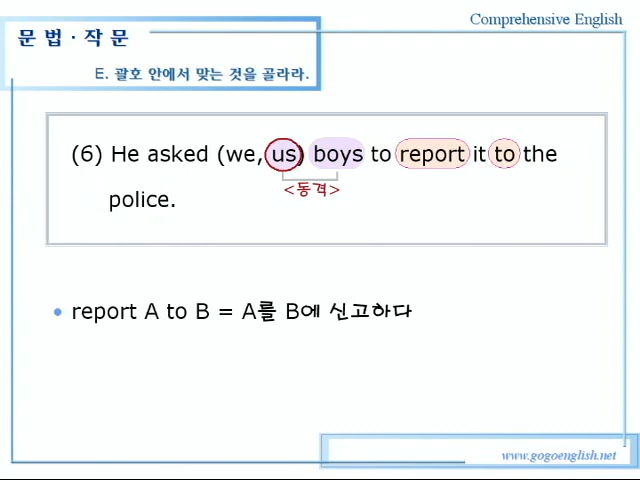 Comprehensive English
문 법 · 작 문
E. 괄호 안에서 맞는 것을 골라라.
(6) He asked (we, us) boys to report it to the
<동격>
police.
• report A to B = A를 B에 신고하다
www.gogoenglish.net